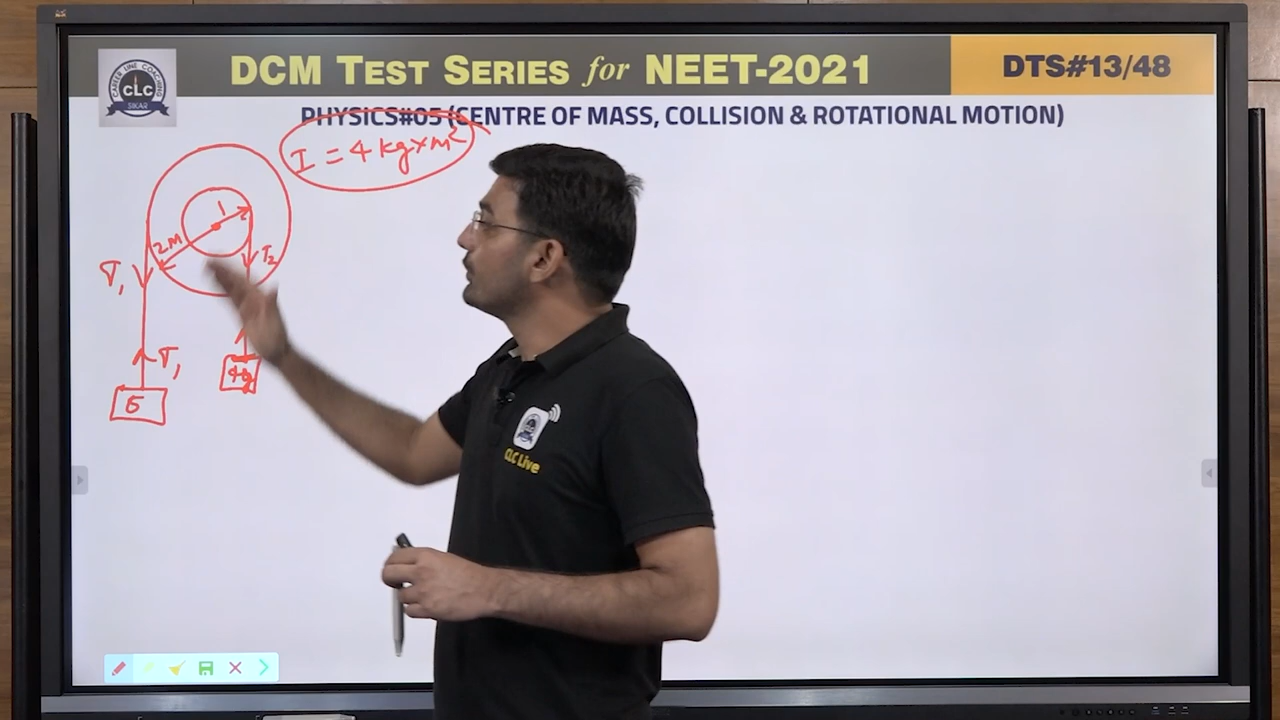 DCM TEST SERIES for NEET-2021
DTS#13/48
CAREER LINE COACHING
CLC
SIKAR
PHYSICS#05 (CENTRE OF MASS, COLLISION & ROTATIONAL MOTION)
I = 4 kg×m²
1
2M
T₁
T₂
T₁
4kg
5
CLC Live